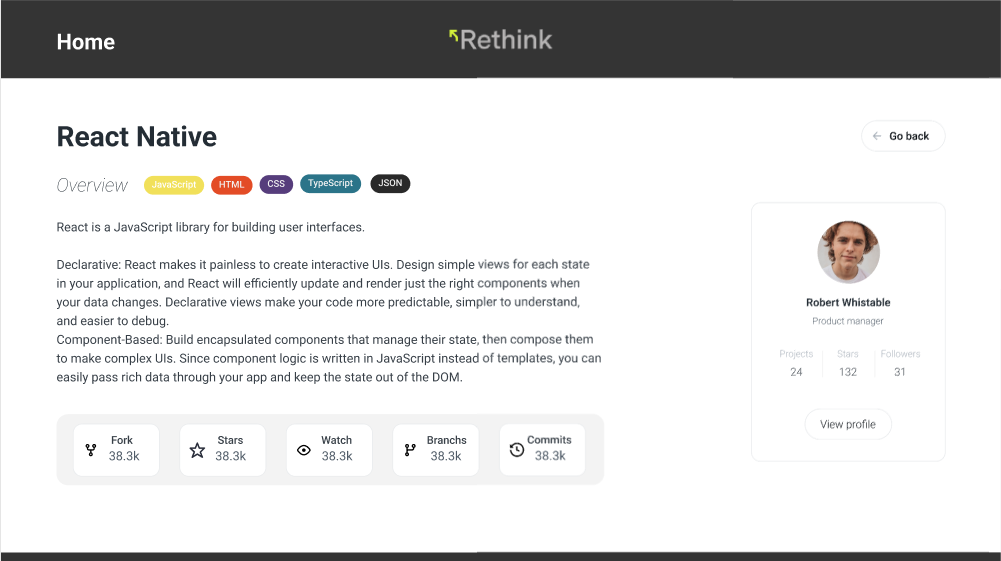 Home
Rethink
React Native
Go back
Overview
JavaScript
HTML
CSS
TypeScript
JSON
React is a JavaScript library for building user interfaces.
Declarative: React makes it painless to create interactive UIs. Design simple views for each state
in your application, and React will efficiently update and render just the right components when
your data changes. Declarative views make your code more predictable, simpler to understand,
and easier to debug.
Component-Based: Build encapsulated components that manage their state, then compose them
to make complex UIs. Since component logic is written in JavaScript instead of templates, you can
easily pass rich data through your app and keep the state out of the DOM.
Fork
38.3k
Stars
38.3k
Watch
38.3k
Branchs
38.3k
Commits
38.3k
Robert Whistable
Product manager
Projects
24
Stars
132
Followers
31
View profile